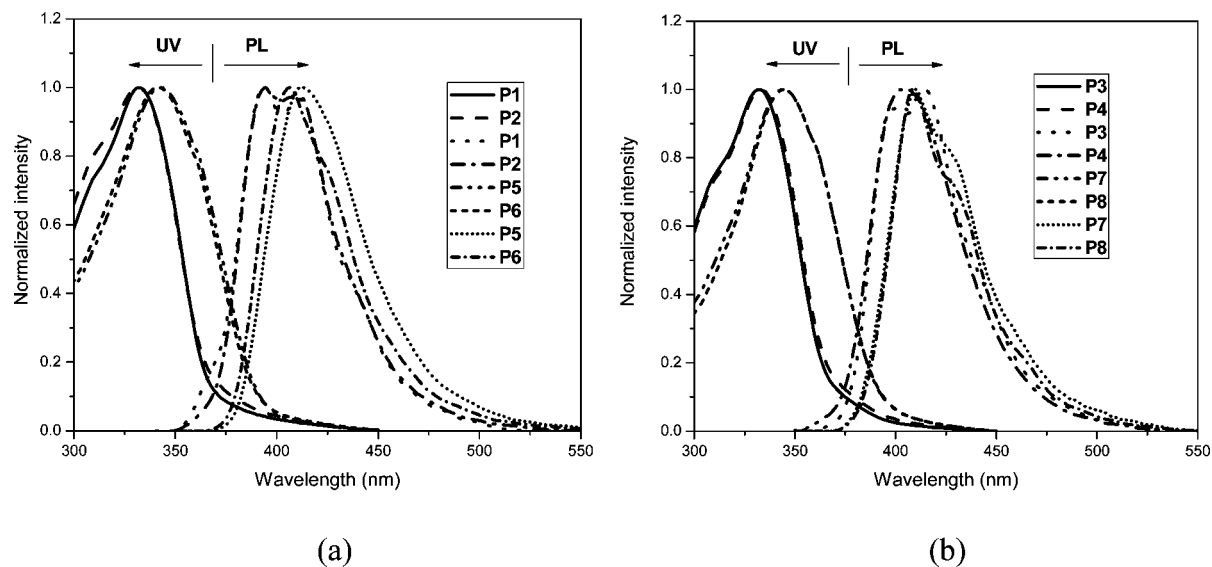 1.2
1.0
0.8
0.6
0.4
0.2
0.0
Normalized intensity
UV
PL
P1
P2
P1
P2
P5
P6
P5
P6
300
350
400
450
500
550
Wavelength (nm)
(a)
1.2
1.0
0.8
0.6
0.4
0.2
0.0
Normalized intensity
UV
PL
P3
P4
P3
P4
P7
P8
P7
P8
300
350
400
450
500
550
Wavelength (nm)
(b)